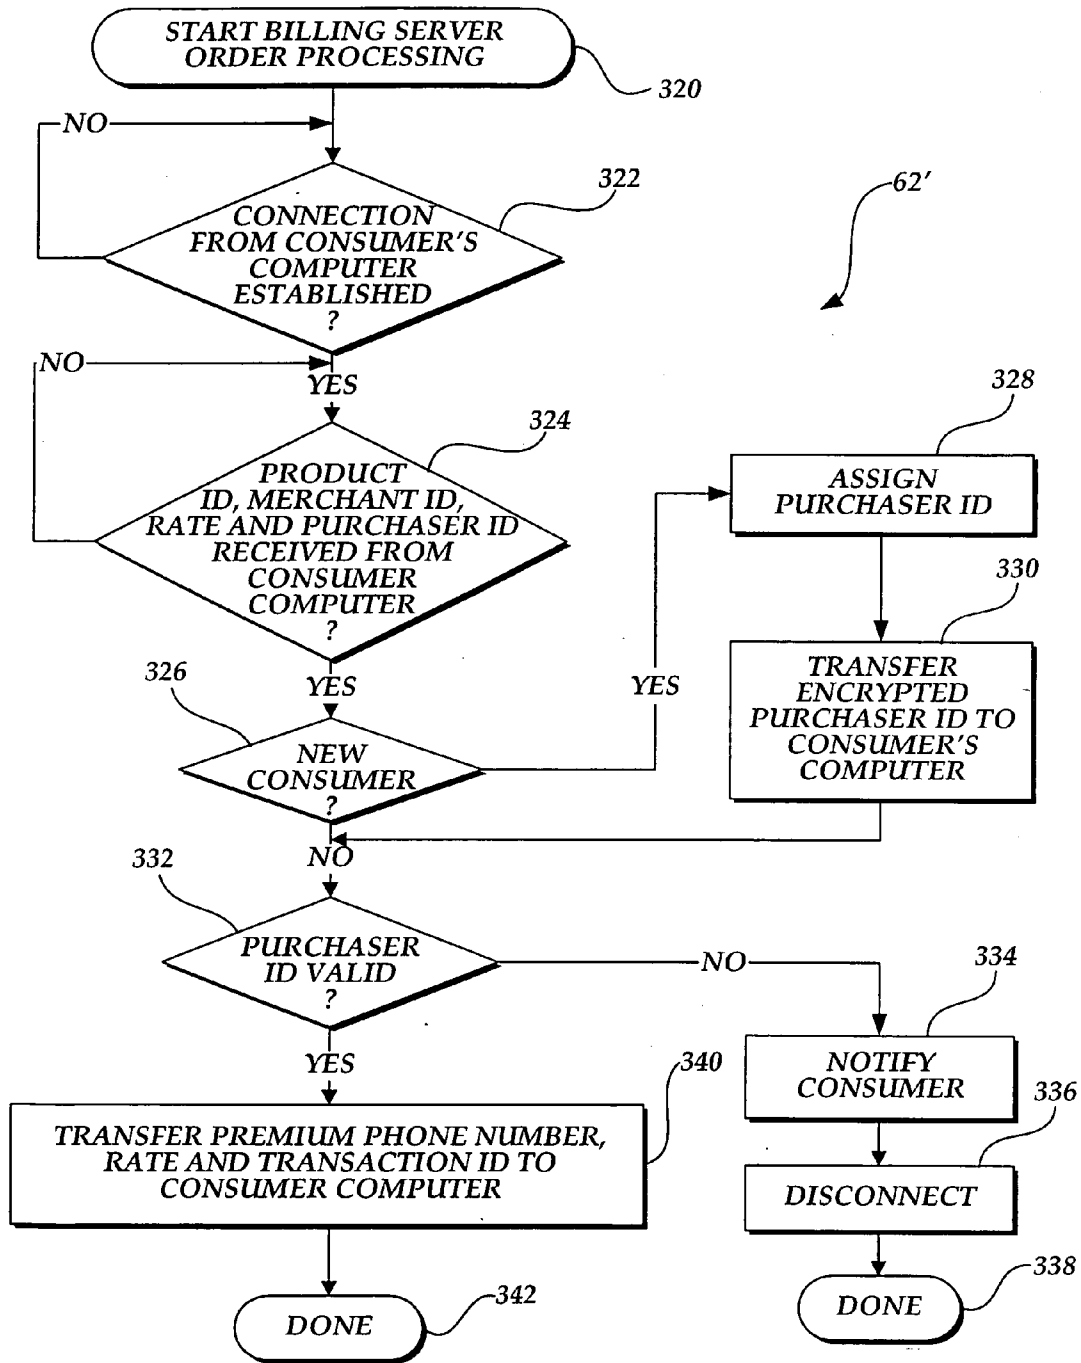 START BILLING SERVER
ORDER PROCESSING
320
NO
322
62'
CONNECTION
FROM CONSUMER'S
COMPUTER
ESTABLISHED
?
NO
YES
324
328
PRODUCT
ID, MERCHANT ID,
RATE AND PURCHASER ID
RECEIVED FROM
CONSUMER
COMPUTER
?
ASSIGN
PURCHASER ID
330
326
YES
YES
TRANSFER
ENCRYPTED
PURCHASER ID TO
CONSUMER'S
COMPUTER
NEW
CONSUMER
?
NO
332
PURCHASER
ID VALID
?
NO
334
YES
NOTIFY
CONSUMER
340
336
TRANSFER PREMIUM PHONE NUMBER,
RATE AND TRANSACTION ID TO
CONSUMER COMPUTER
DISCONNECT
338
DONE
342
DONE